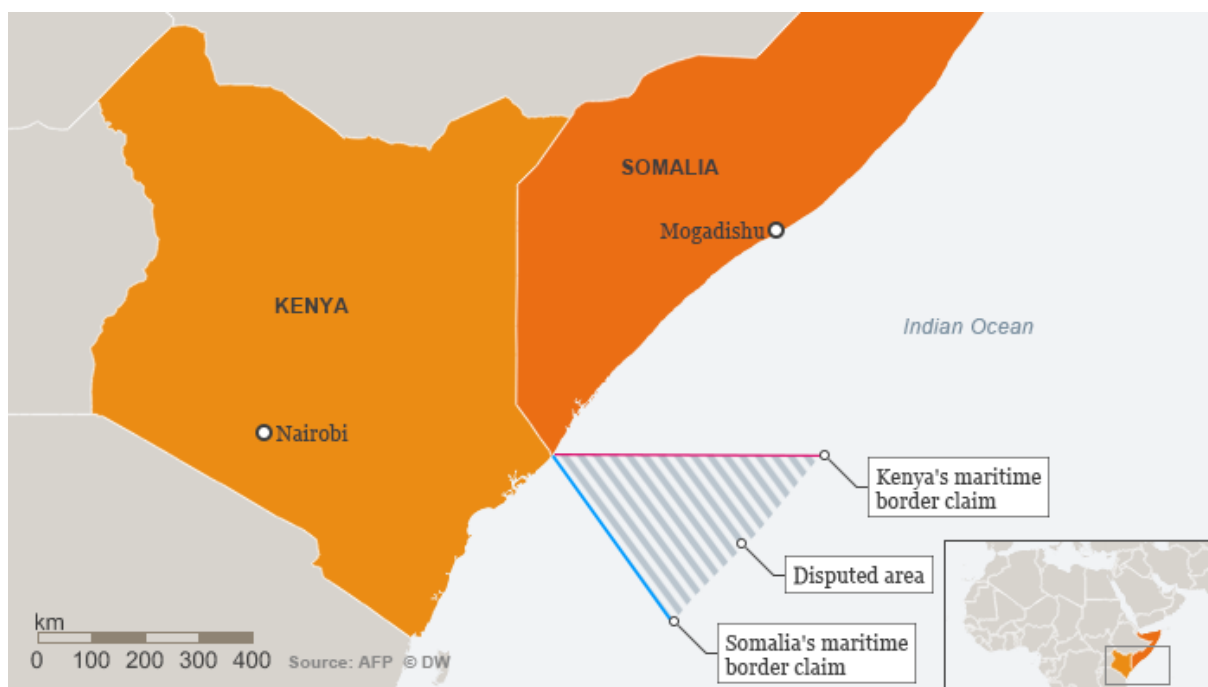 SOMALIA
Mogadishu
KENYA
Indian Ocean
Nairobi
Kenya's maritime
border claim
Disputed area
Somalia's maritime
border claim
km
0 100 200 300 400
Source: AFP © DW